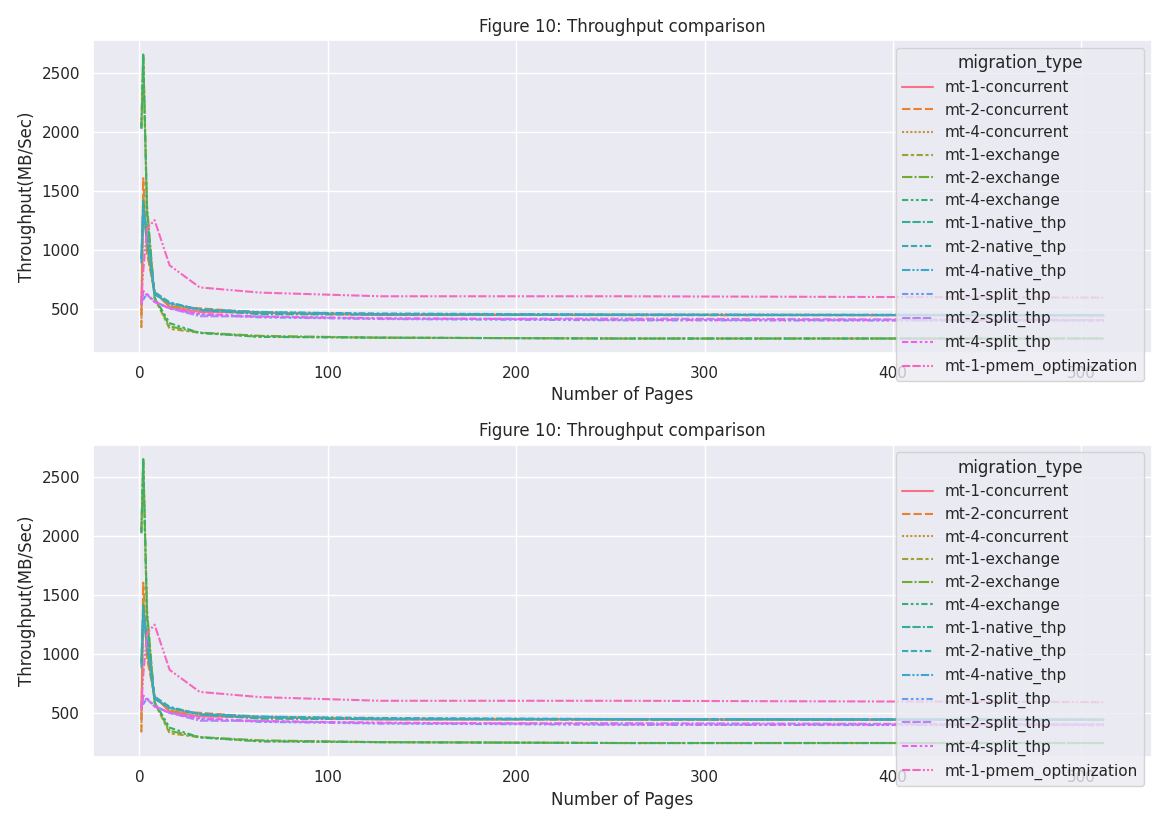 Figure 10: Throughput comparison
Throughput(MB/Sec)
2500
2000
1500
1000
500
0
100
200
300
400
500
Number of Pages
migration_type
mt-1-concurrent
mt-2-concurrent
mt-4-concurrent
mt-1-exchange
mt-2-exchange
mt-4-exchange
mt-1-native_thp
mt-2-native_thp
mt-4-native_thp
mt-1-split_thp
mt-2-split_thp
mt-4-split_thp
mt-1-pmem_optimization
Figure 10: Throughput comparison
Throughput(MB/Sec)
2500
2000
1500
1000
500
0
100
200
300
400
500
Number of Pages
migration_type
mt-1-concurrent
mt-2-concurrent
mt-4-concurrent
mt-1-exchange
mt-2-exchange
mt-4-exchange
mt-1-native_thp
mt-2-native_thp
mt-4-native_thp
mt-1-split_thp
mt-2-split_thp
mt-4-split_thp
mt-1-pmem_optimization